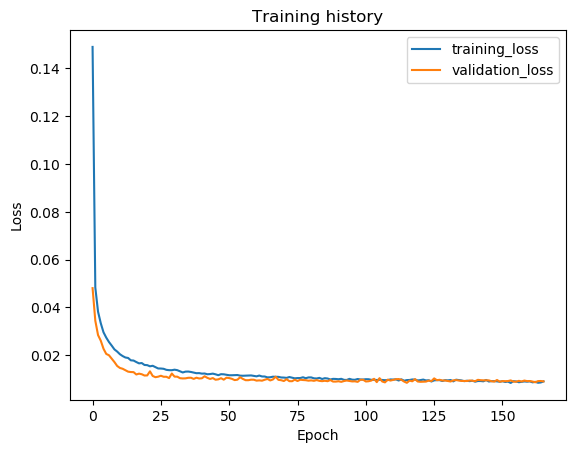 Training history
training_loss
validation_loss
0.14
0.12
0.10
0.08
0.06
0.04
0.02
Loss
0 25 50 75 100 125 150
Epoch